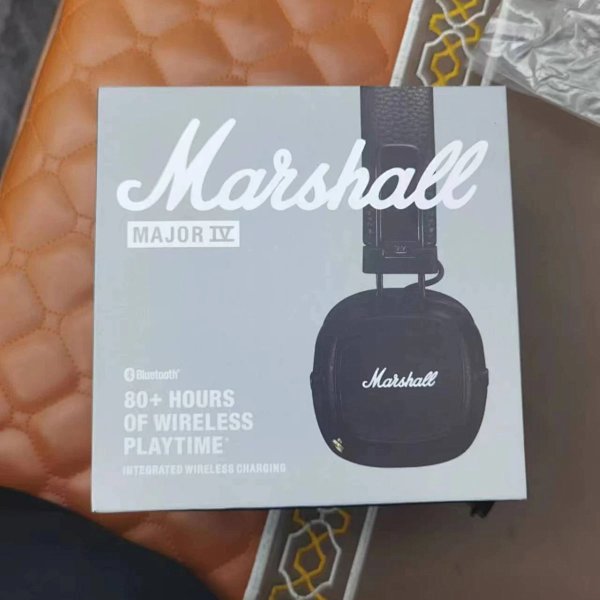 Marshall
MAJOR IV
Bluetooth®
80+ HOURS
OF WIRELESS
PLAYTIME*
INTEGRATED WIRELESS CHARGING
Marshall